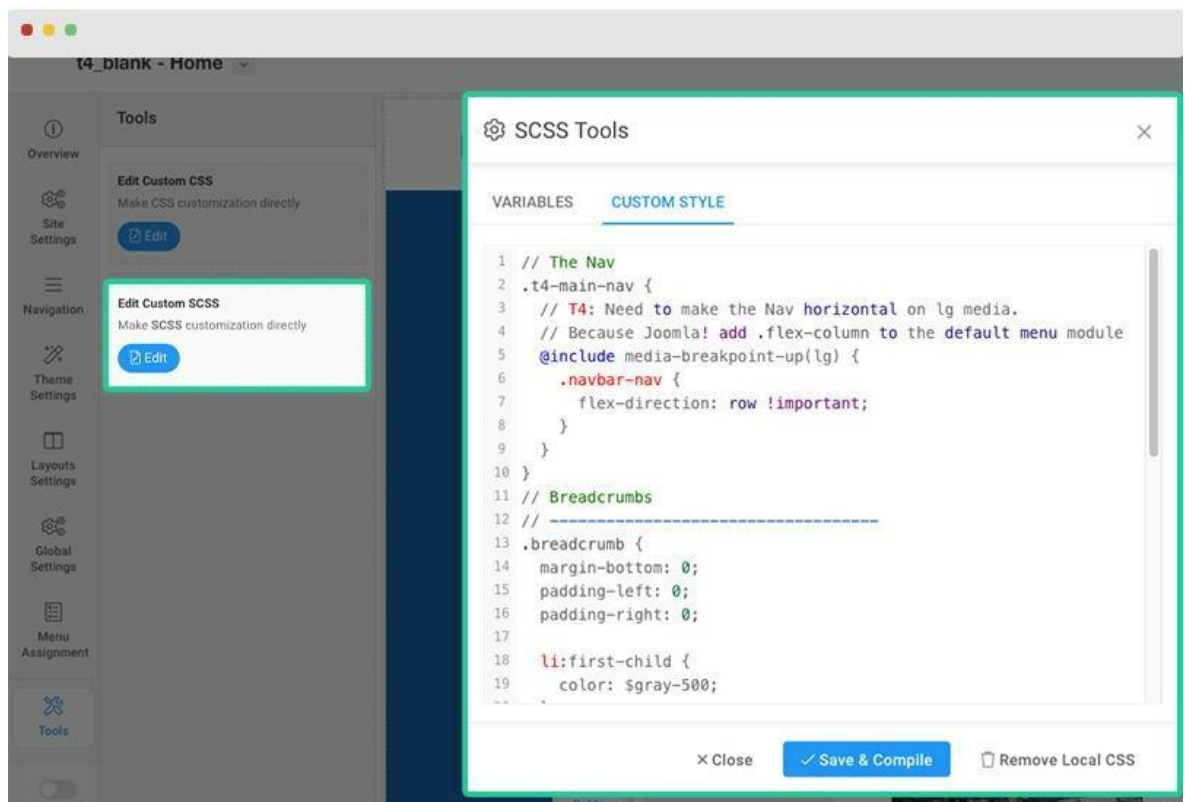 t4_blank - Home
Overview
Site
Settings
Navigation
Theme
Settings
Layouts
Settings
Global
Settings
Menu
Assignment
Tools
Tools
Edit Custom CSS
Make CSS customization directly
Edit
Edit Custom SCSS
Make SCSS customization directly
Edit
SCSS Tools
VARIABLES CUSTOM STYLE
1 // The Nav
2 .t4-main-nav {
3 // T4: Need to make the Nav horizontal on lg media.
4 // Because Joomla! add .flex-column to the default menu module
5 @include media-breakpoint-up(lg) {
6 .navbar-nav {
7 flex-direction: row !important;
8 }
9 }
10 }
11 // Breadcrumbs
12 // -----------------------------------
13 .breadcrumb {
14 margin-bottom: 0;
15 padding-left: 0;
16 padding-right: 0;
17
18 li:first-child {
19 color: $gray-500;
Close Save & Compile Remove Local CSS